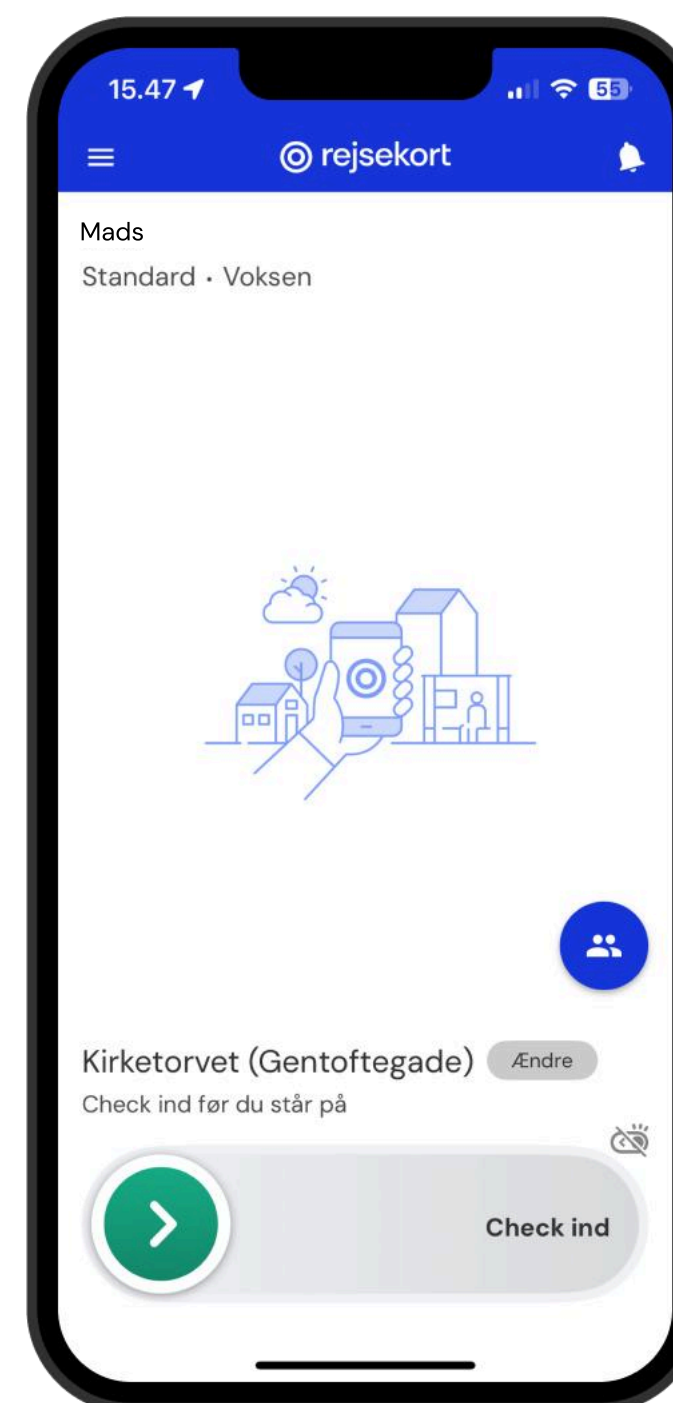 15.47
55
rejsekort
Mads
Standard · Voksen
Kirketorvet (Gentoftegade)
Ændre
Check ind før du står på
Check ind